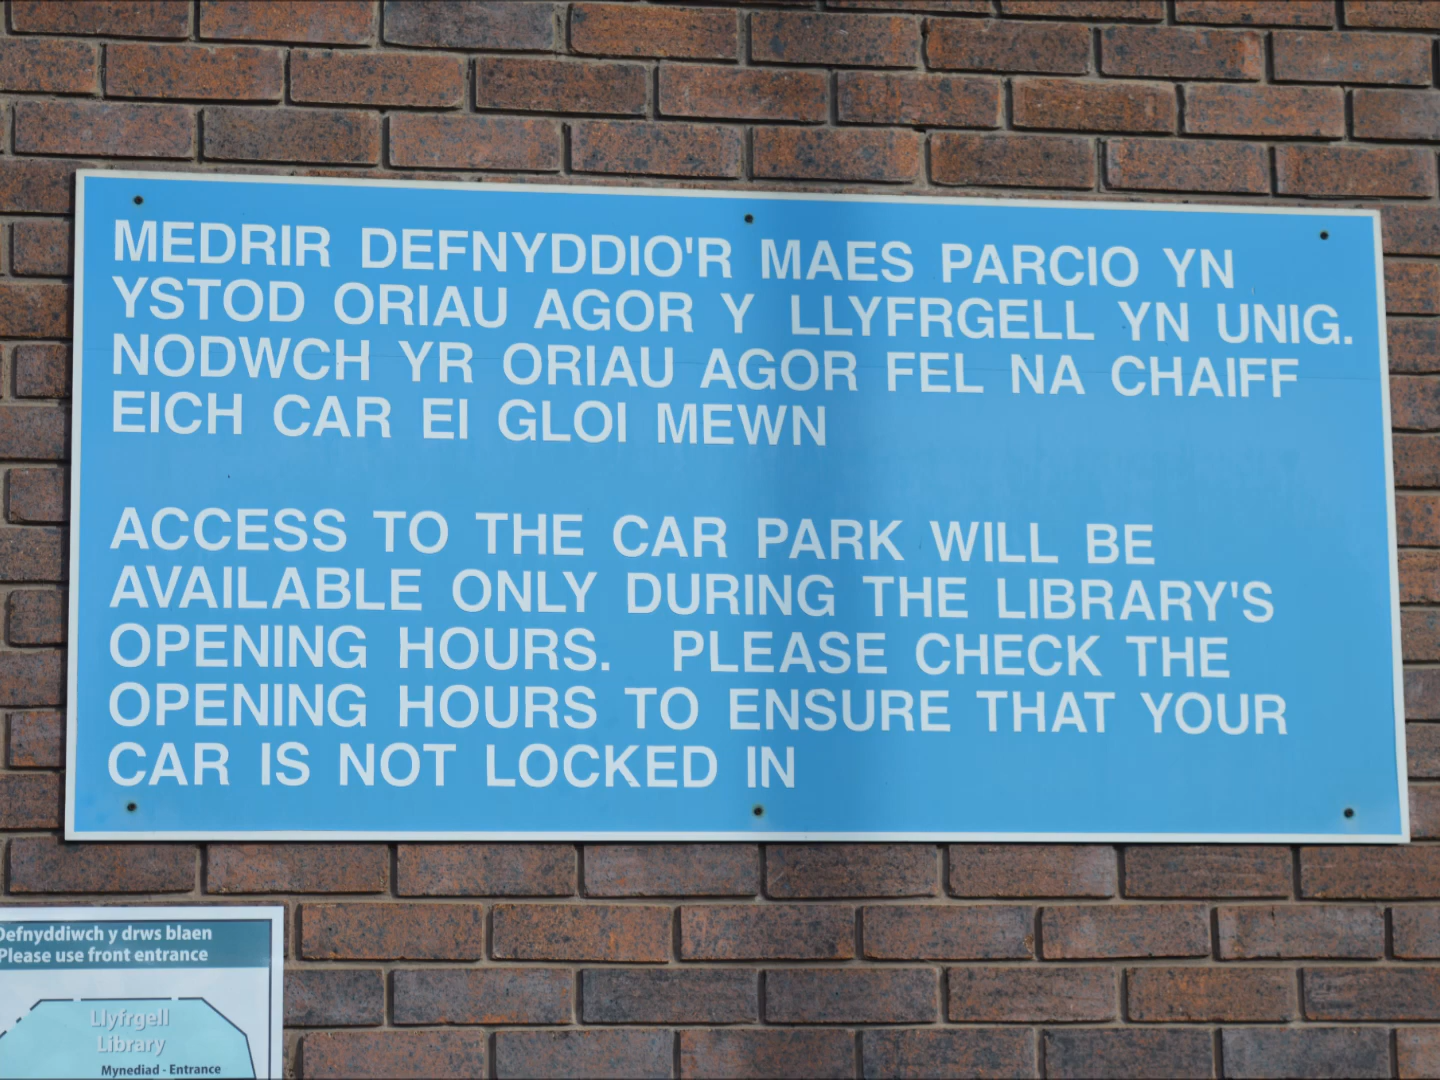 MEDRIR DEFNYDDIO'R MAES PARCIO YN
YSTOD ORIAU AGOR Y LLYFRGELL YN UNIG.
NODWCH YR ORIAU AGOR FEL NA CHAIFF
EICH CAR EI GLOI MEWN
ACCESS TO THE CAR PARK WILL BE
AVAILABLE ONLY DURING THE LIBRARY'S
OPENING HOURS. PLEASE CHECK THE
OPENING HOURS TO ENSURE THAT YOUR
CAR IS NOT LOCKED IN
Defnyddiwch y drws blaen
Please use front entrance
Llyfrgell
Library
Mynediad - Entrance